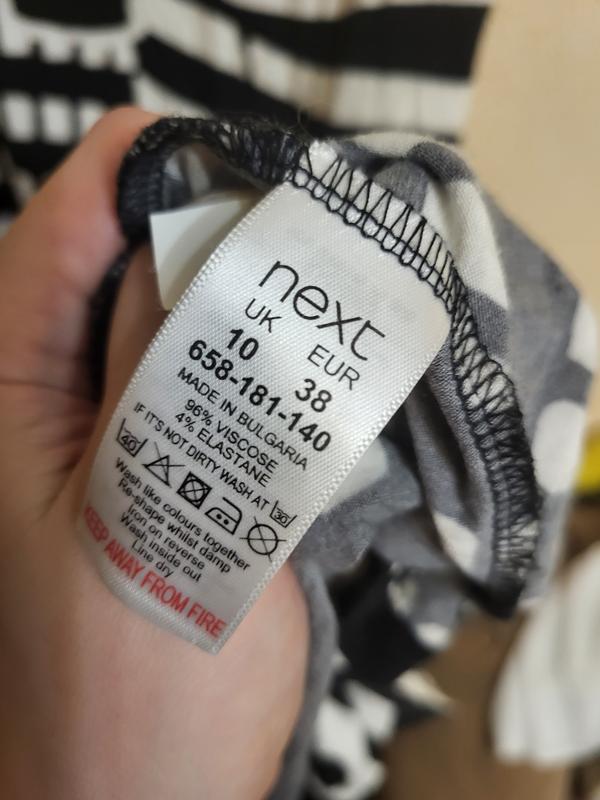 next
UK EUR
10 38
658-181-140
MADE IN BULGARIA
96% VISCOSE
4% ELASTANE
IF IT'S NOT DIRTY WASH AT 30
40
Wash like colours together
Re-shape whilst damp
Iron on reverse
Wash inside out
Line dry
KEEP AWAY FROM FIRE